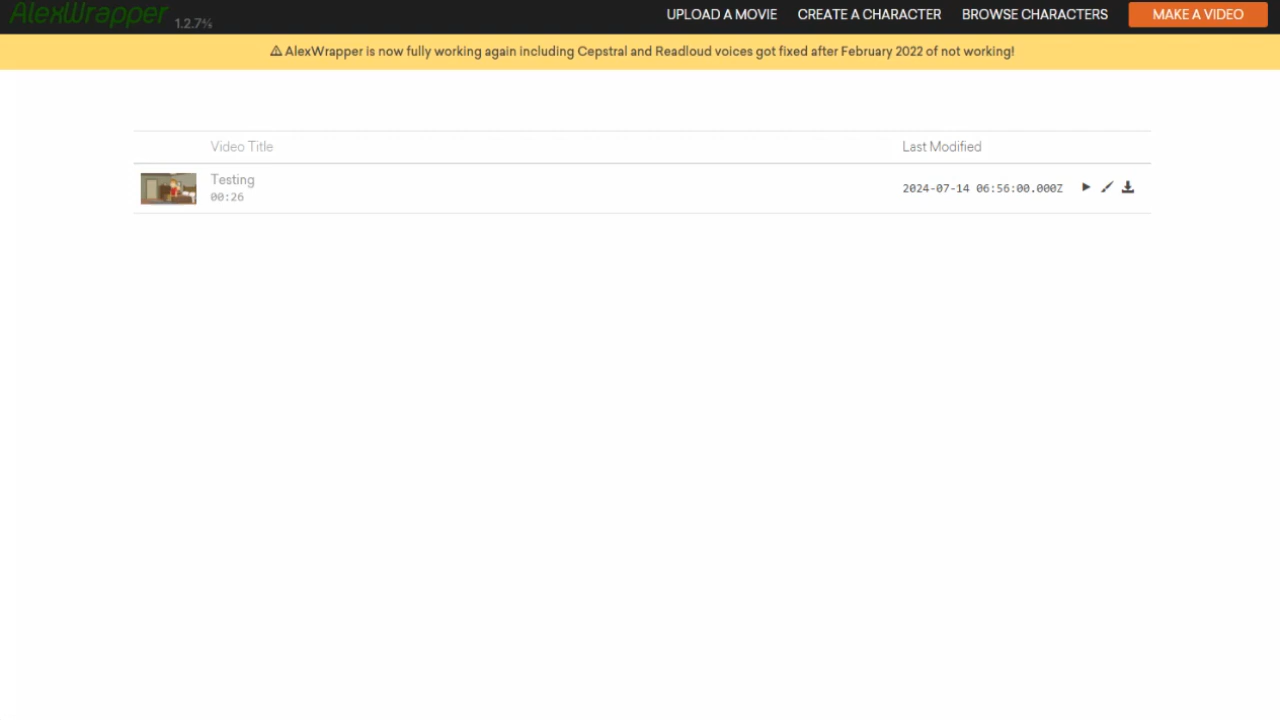 AlexWrapper 1.2.7⅘
UPLOAD A MOVIE CREATE A CHARACTER BROWSE CHARACTERS MAKE A VIDEO
⚠ AlexWrapper is now fully working again including Cepstral and Readloud voices got fixed after February 2022 of not working!
Video Title Last Modified
Testing
00:26
2024-07-14 06:56:00.000Z